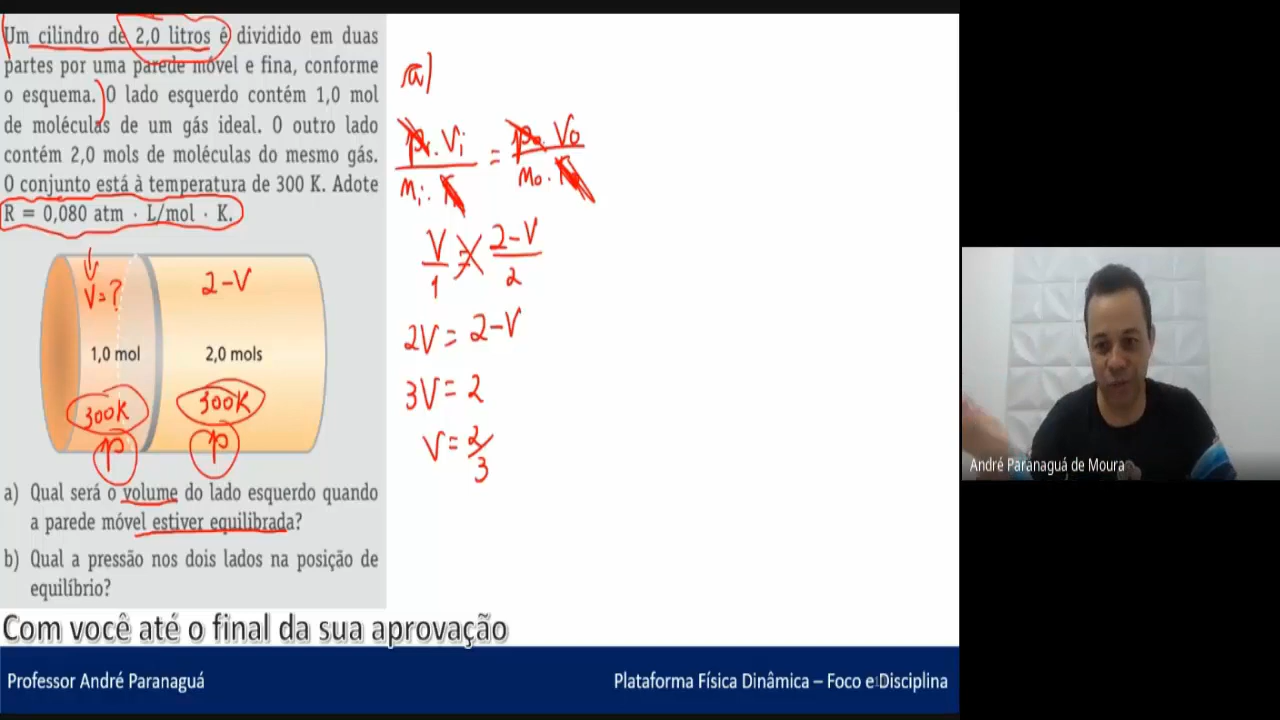 Um cilindro de 2,0 litros é dividido em duas
partes por uma parede móvel e fina, conforme
o esquema. O lado esquerdo contém 1,0 mol
de moléculas de um gás ideal. O outro lado
contém 2,0 mols de moléculas do mesmo gás.
O conjunto está à temperatura de 300 K. Adote
R = 0,080 atm · L/mol · K.
V=?
2-V
1,0 mol
2,0 mols
300K
300K
p
p
a) Qual será o volume do lado esquerdo quando
a parede móvel estiver equilibrada?
b) Qual a pressão nos dois lados na posição de
equilíbrio?
a)
. Vi = Vo
mi . mo .
V/1 = 2-V/2
2V = 2-V
3V = 2
V = 2/3
André Paranaguá de Moura
Com você até o final da sua aprovação
Professor André Paranaguá
Plataforma Física Dinâmica – Foco e Disciplina